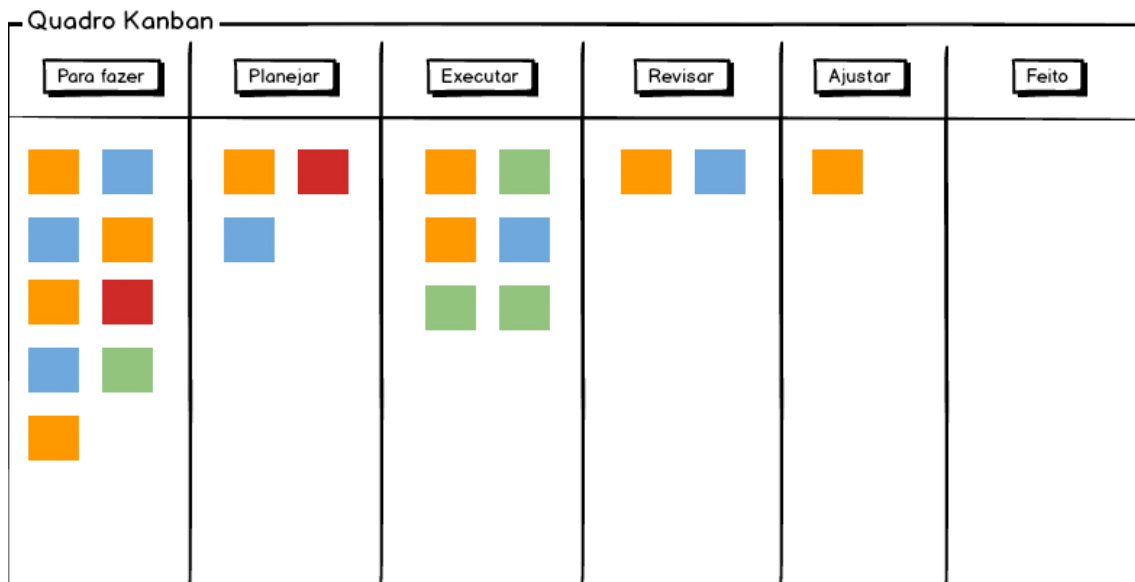 Quadro Kanban
Para fazer
Planejar
Executar
Revisar
Ajustar
Feito